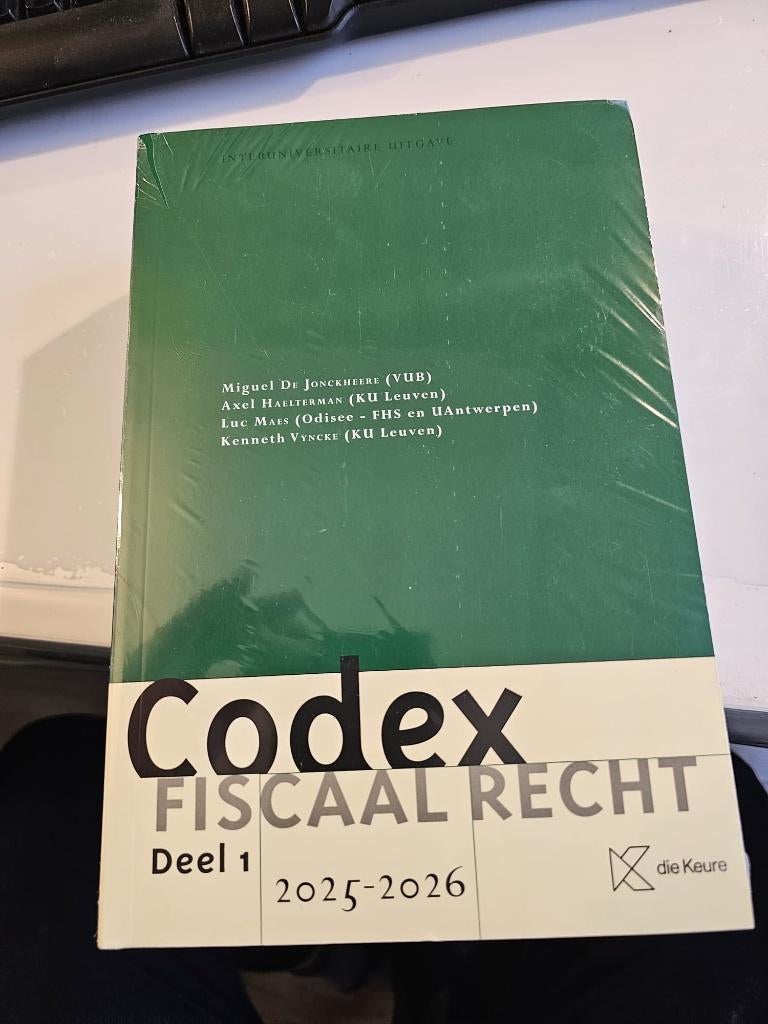 INTERUNIVERSITAIRE UITGAVE
Miguel De Jonckheere (VUB)
Axel Haelterman (KU Leuven)
Luc Maes (Odisee - FHS en UAntwerpen)
Kenneth Vyncke (KU Leuven)
Codex
FISCAAL RECHT
Deel 1
2025-2026
die Keure